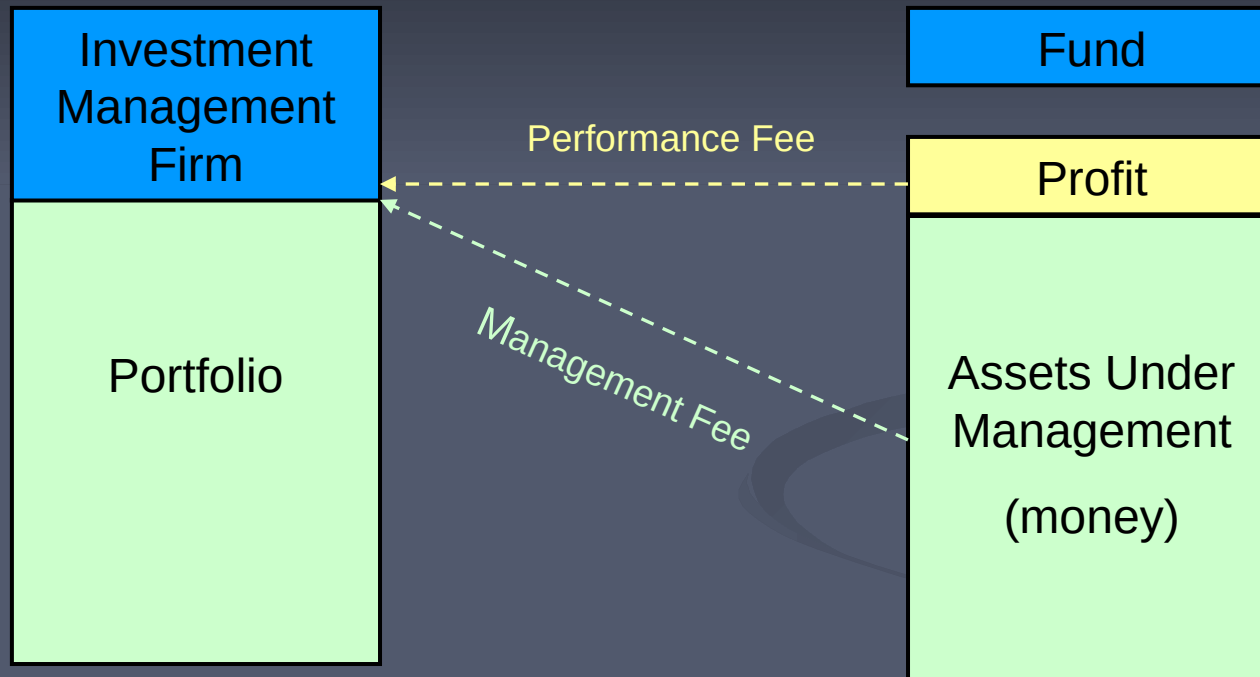 Investment
Management
Firm
Portfolio
Performance Fee
Management Fee
Fund
Profit
Assets Under
Management
(money)